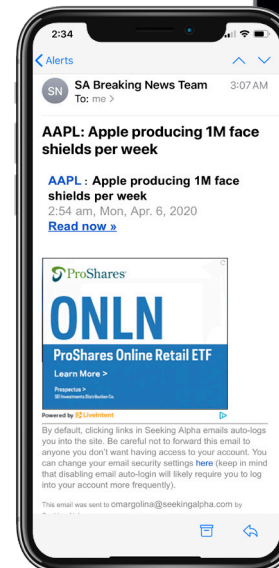 2:34
Alerts
SN
SA Breaking News Team
3:07 AM
To: me >
AAPL: Apple producing 1M face
shields per week
AAPL : Apple producing 1M face
shields per week
2:54 am, Mon, Apr. 6, 2020
Read now »
ProShares
ONLN
ProShares Online Retail ETF
Learn More >
Prospectus >
SEI Investments Distribution Co.
Powered by LiveIntent
By default, clicking links in Seeking Alpha emails auto-logs
you into the site. Be careful not to forward this email to
anyone you don't want having access to your account. You
can change your email security settings here (keep in mind
that disabling email auto-login will likely require you to log
into your account more frequently).
This email was sent to omargolina@seekingalpha.com by